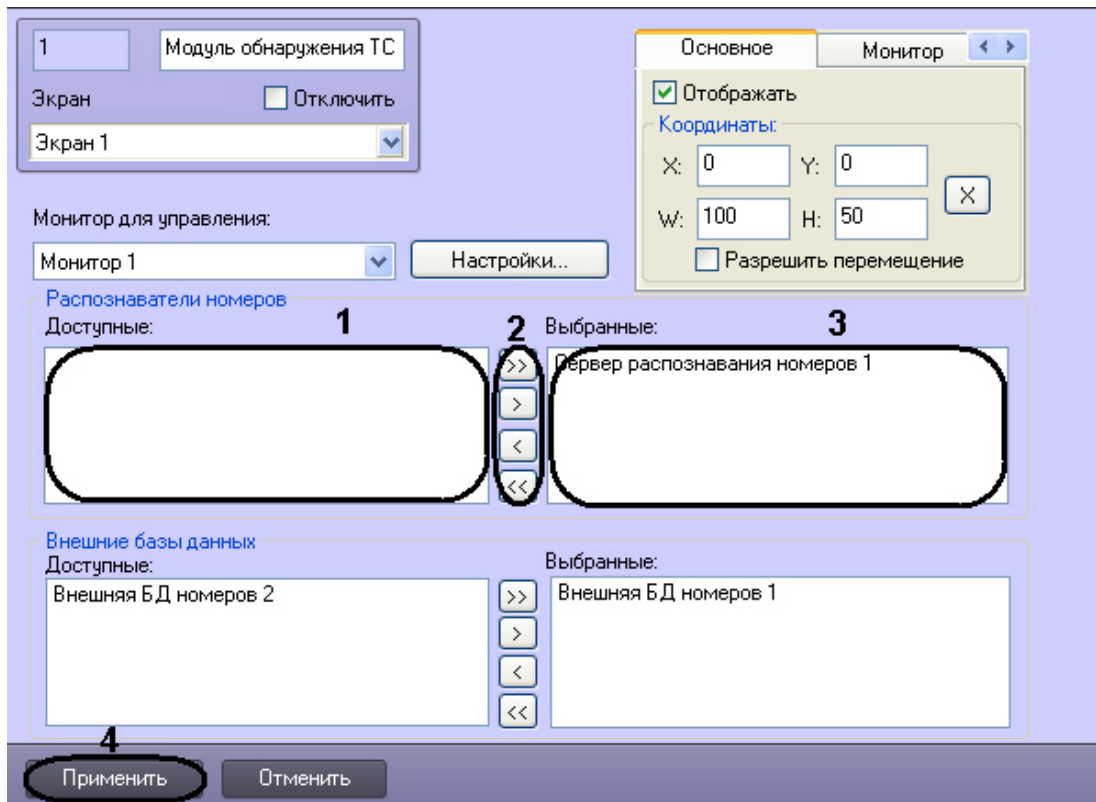 1
Модуль обнаружения ТС
Экран
Отключить
Экран 1
Основное
Монитор
Отображать
Координаты:
X: 0 Y: 0
X
W: 100 H: 50
Разрешить перемещение
Монитор для управления:
Монитор 1
Настройки...
Распознаватели номеров
Доступные:
1
2
Выбранные:
3
>>
>
<
<<
Сервер распознавания номеров 1
Внешние базы данных
Доступные:
Выбранные:
Внешняя БД номеров 2
>>
>
<
<<
Внешняя БД номеров 1
4
Применить
Отменить